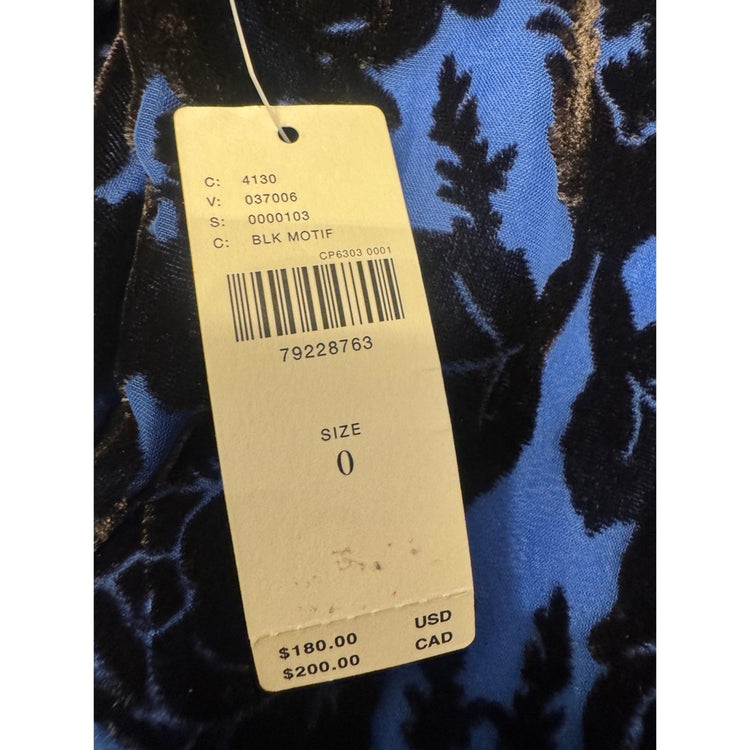 C: 4130
V: 037006
S: 0000103
C: BLK MOTIF
CP6303 0001
79228763
SIZE
0
$180.00 USD
$200.00 CAD